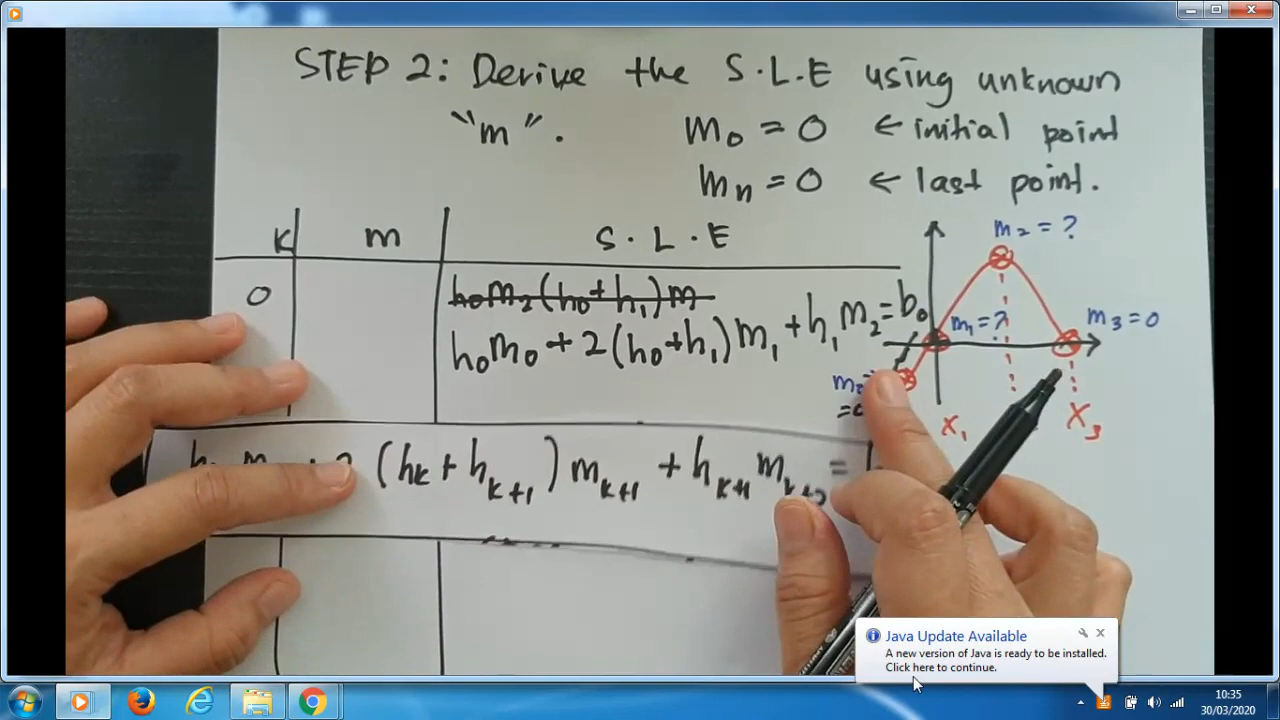 STEP 2: Derive the S.L.E using unknown
"m". m₀ = 0 ← initial point
mₙ = 0 ← last point.
K m S.L.E
m₂ = ?
0
h₀m₀ + 2(h₀+h₁)m₁ + h₁m₂ = b₀
m₁ = ?
m₃ = 0
(hₖ + hₖ₊₁) mₖ₊₁ + hₖ₊₁ mₖ₊₂ =
x₁
x₃
Java Update Available
A new version of Java is ready to be installed.
Click here to continue.
10:35
30/03/2020